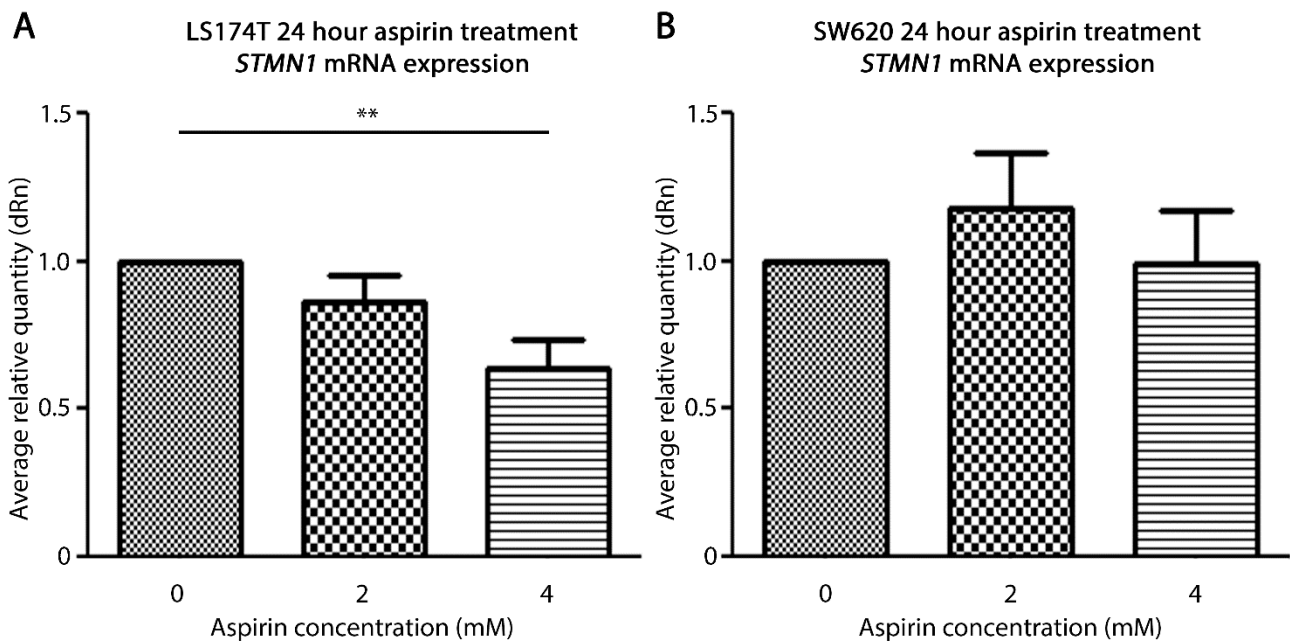 A
LS174T 24 hour aspirin treatment
STMN1 mRNA expression
**
1.5
1.0
0.5
0
Average relative quantity (dRn)
0 2 4
Aspirin concentration (mM)
B
SW620 24 hour aspirin treatment
STMN1 mRNA expression
1.5
1.0
0.5
0
Average relative quantity (dRn)
0 2 4
Aspirin concentration (mM)